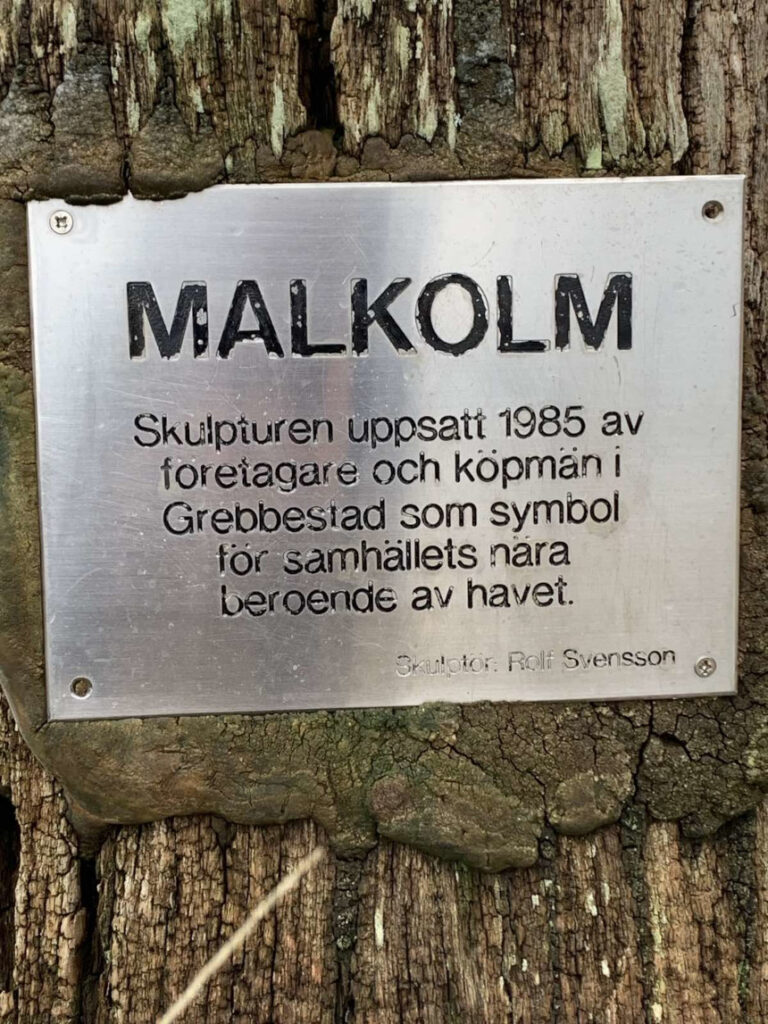 MALKOLM
Skulpturen uppsatt 1985 av
företagare och köpmän i
Grebbestad som symbol
för samhällets nära
beroende av havet.
Skulptör: Rolf Svensson